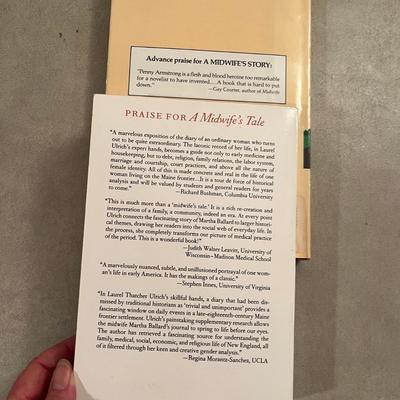 Advance praise for A MIDWIFE'S STORY:
"Penny Armstrong is a flesh and blood heroine too remarkable
for a novelist to have invented.... A book that is hard to put
down."
—Gay Courter, author of Midwife
PRAISE FOR A Midwife's Tale
"A marvelous exposition of the diary of an ordinary woman who turns
out to be quite extraordinary. The laconic record of her life, in Laurel
Ulrich's expert hands, becomes a guide not only to early medicine and
housekeeping, but to debt, religion, family relations, the labor system,
marriage and courtship, court practices, and above all the nature of
female identity. All of this is made concrete and real in the life of one
woman living on the Maine frontier....It is a tour de force of historical
analysis and will be valued by students and general readers for years
to come."
—Richard Bushman, Columbia University
"This is much more than a 'midwife's tale.' It is a rich re-creation and
interpretation of a family, a community, indeed an era. At every point
Ulrich connects the fascinating story of Martha Ballard to larger histori-
cal themes, drawing her readers into the social web of everyday life. In
the process, she completely transforms our picture of medical practice
of the period. This is a wonderful book!"
—Judith Walzer Leavitt, University of
Wisconsin–Madison Medical School
"A marvelously nuanced, subtle, and unillusioned portrayal of one wom-
an's life in early America. It has the makings of a classic."
—Stephen Innes, University of Virginia
"In Laurel Thatcher Ulrich's skillful hands, a diary that had been dis-
missed by traditional historians as 'trivial and unimportant' provides a
fascinating window on daily events in a late-eighteenth-century Maine
frontier settlement. Ulrich's painstaking supplementary research allows
the midwife Martha Ballard's journal to spring to life before our eyes.
The author has retrieved a fascinating source for understanding the
family, medical, social, economic, and religious life of New England, all
of it filtered through her keen and creative gender analysis."
—Regina Morantz-Sanchez, UCLA